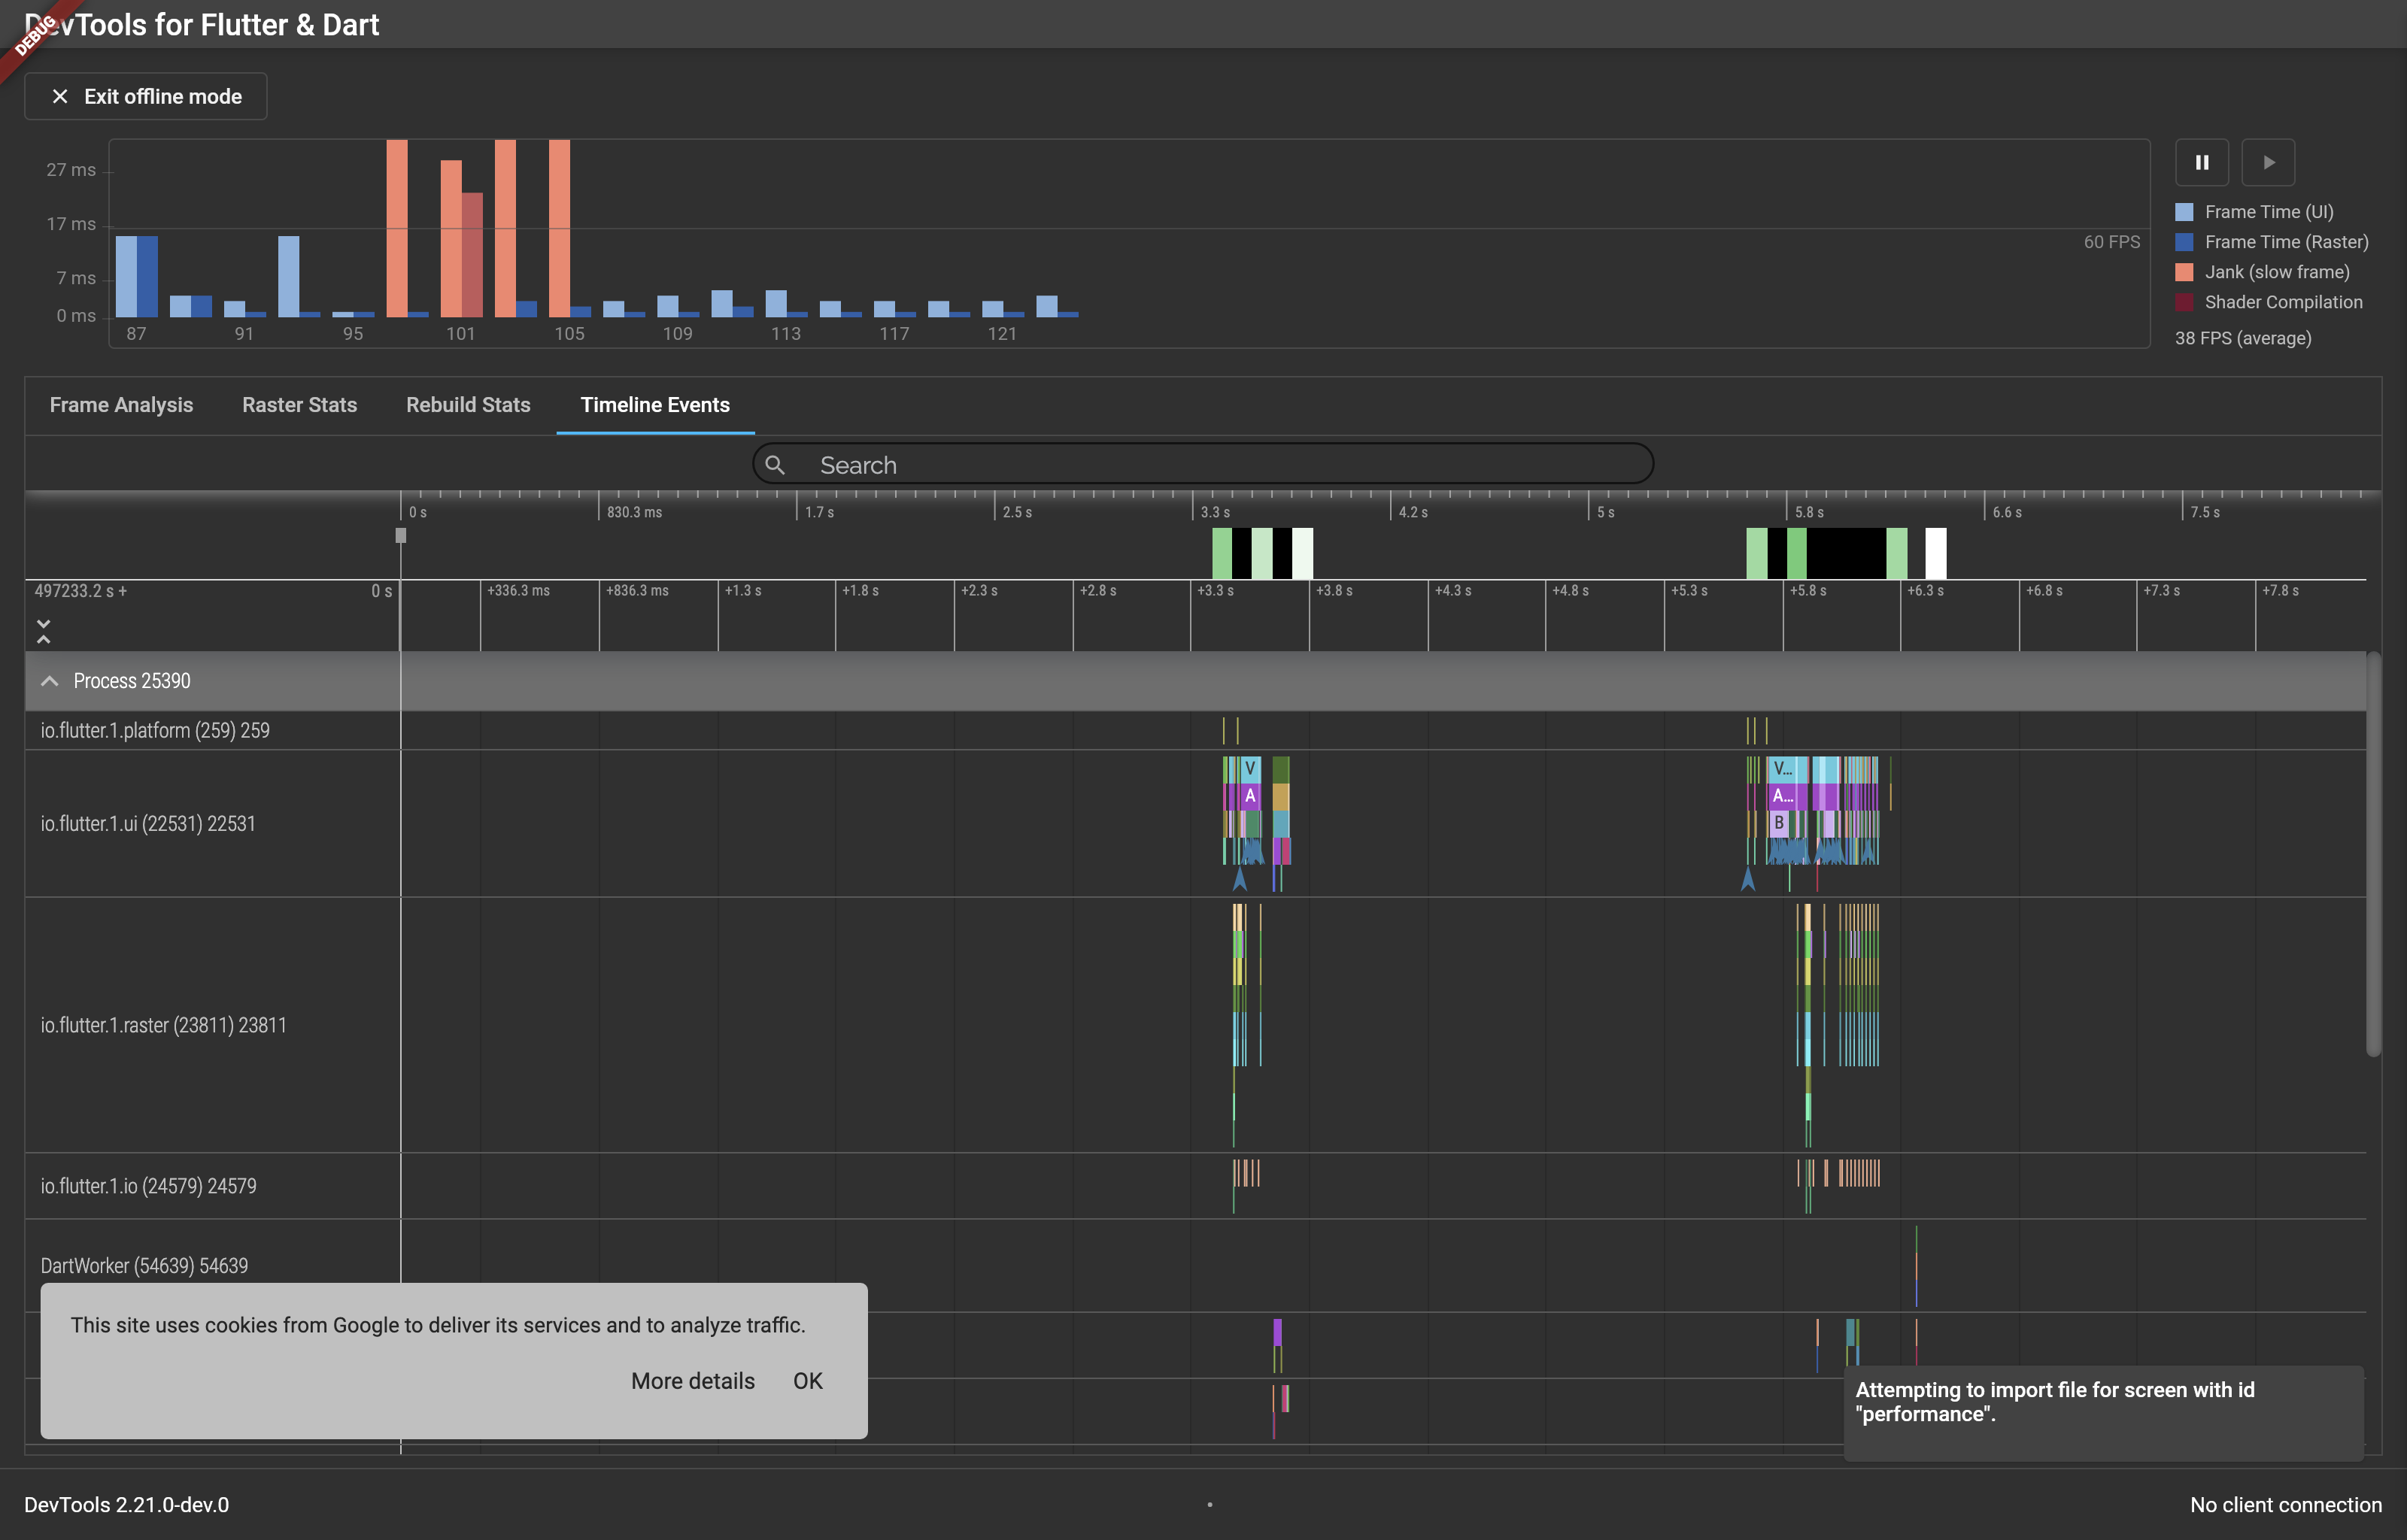 DevTools for Flutter & Dart
DEBUG
Exit offline mode
27 ms
17 ms
7 ms
0 ms
87
91
95
101
105
109
113
117
121
60 FPS
Frame Time (UI)
Frame Time (Raster)
Jank (slow frame)
Shader Compilation
38 FPS (average)
Frame Analysis Raster Stats Rebuild Stats Timeline Events
Search
0 s 830.3 ms 1.7 s 2.5 s 3.3 s 4.2 s 5 s 5.8 s 6.6 s 7.5 s
497233.2 s + 0 s +336.3 ms +836.3 ms +1.3 s +1.8 s +2.3 s +2.8 s +3.3 s +3.8 s +4.3 s +4.8 s +5.3 s +5.8 s +6.3 s +6.8 s +7.3 s +7.8 s
Process 25390
io.flutter.1.platform (259) 259
V V...
A A...
io.flutter.1.ui (22531) 22531
B
io.flutter.1.raster (23811) 23811
io.flutter.1.io (24579) 24579
DartWorker (54639) 54639
This site uses cookies from Google to deliver its services and to analyze traffic.
More details OK
Attempting to import file for screen with id
"performance".
DevTools 2.21.0-dev.0 • No client connection